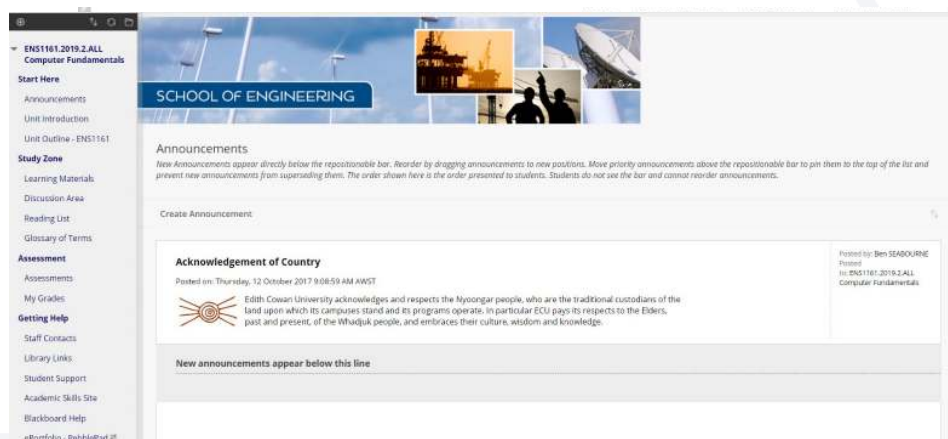 ENS1161.2019.2.ALL
Computer Fundamentals
Start Here
Announcements
Unit Introduction
Unit Outline - ENS1161
Study Zone
Learning Materials
Discussion Area
Reading List
Glossary of Terms
Assessment
Assessments
My Grades
Getting Help
Staff Contacts
Library Links
Student Support
Academic Skills Site
Blackboard Help
ePortfolio - PebblePad
SCHOOL OF ENGINEERING
Announcements
New Announcements appear directly below the repositionable bar. Reorder by dragging announcements to new positions. Move priority announcements above the repositionable bar to pin them to the top of the list and
prevent new announcements from superseding them. The order shown here is the order presented to students. Students do not see the bar and cannot reorder announcements.
Create Announcement
Acknowledgement of Country
Posted on: Thursday, 12 October 2017 9:08:59 AM AWST
Edith Cowan University acknowledges and respects the Nyoongar people, who are the traditional custodians of the
land upon which its campuses stand and its programs operate. In particular ECU pays its respects to the Elders,
past and present, of the Whadjuk people, and embraces their culture, wisdom and knowledge.
Posted by: Ben SEABOURNE
Posted
to: ENS1161.2019.2.ALL
Computer Fundamentals
New announcements appear below this line